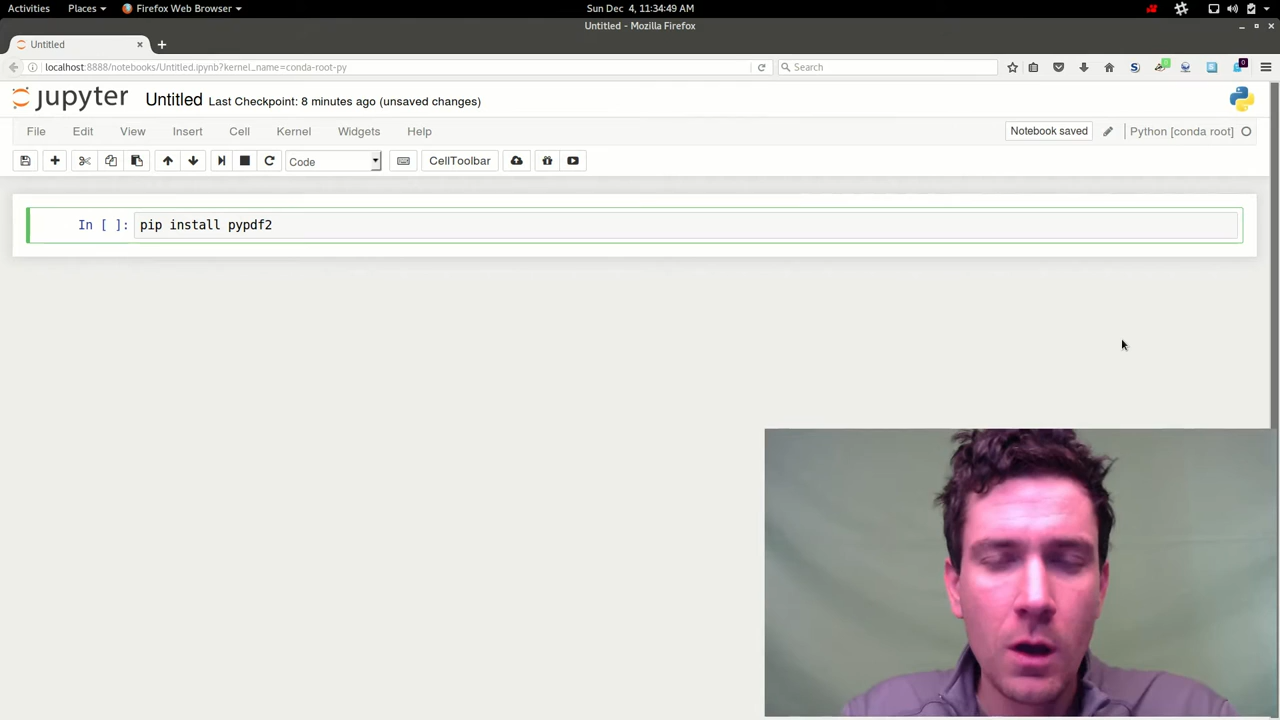 Activities Places Firefox Web Browser Sun Dec 4, 11:34:49 AM
Untitled - Mozilla Firefox
Untitled
localhost:8888/notebooks/Untitled.ipynb?kernel_name=conda-root-py Search 0 0
jupyter Untitled Last Checkpoint: 8 minutes ago (unsaved changes)
File Edit View Insert Cell Kernel Widgets Help Notebook saved Python [conda root]
Code CellToolbar
In [ ]: pip install pypdf2